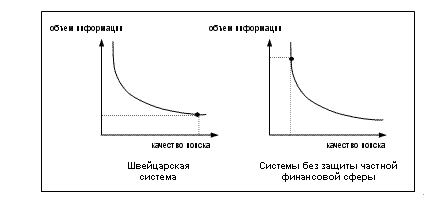 объем информации
объем информации
качество поиска
качество поиска
Швейцарская
система
Системы без защиты частной
финансовой сферы